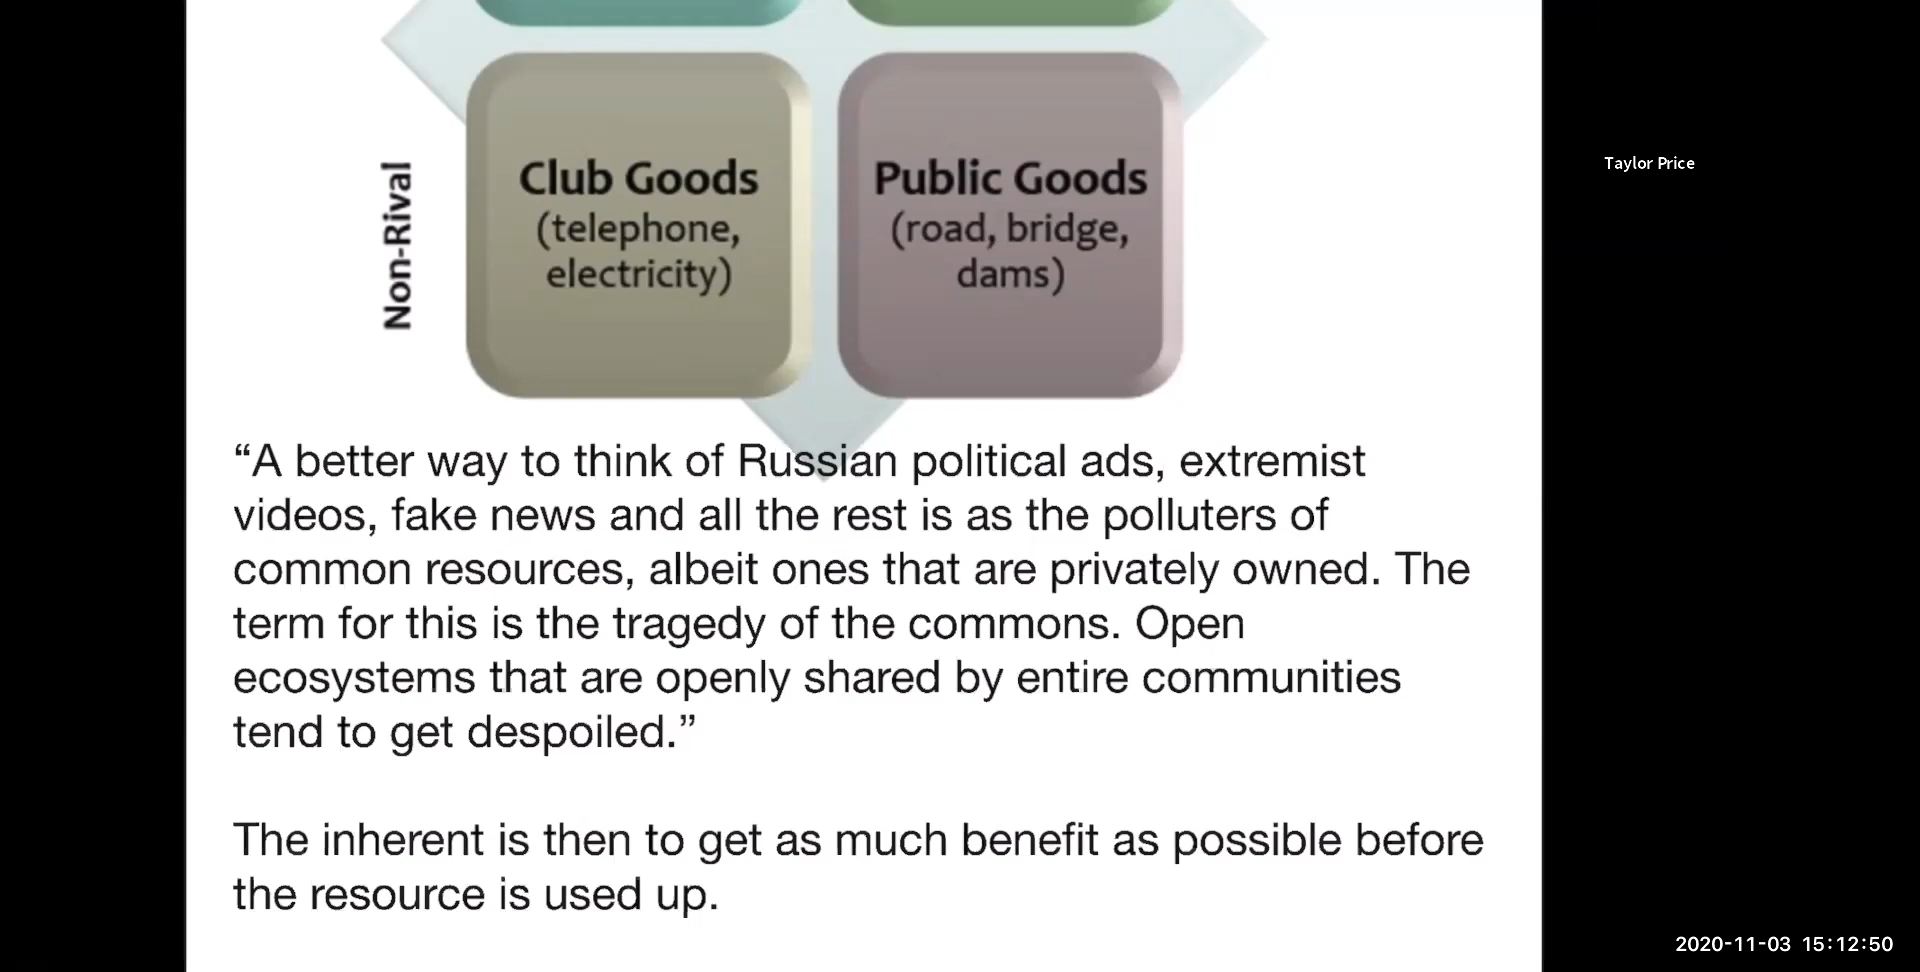 Non-Rival
Club Goods
(telephone,
electricity)
Public Goods
(road, bridge,
dams)
Taylor Price
“A better way to think of Russian political ads, extremist
videos, fake news and all the rest is as the polluters of
common resources, albeit ones that are privately owned. The
term for this is the tragedy of the commons. Open
ecosystems that are openly shared by entire communities
tend to get despoiled.”
The inherent is then to get as much benefit as possible before
the resource is used up.
2020-11-03 15:12:50